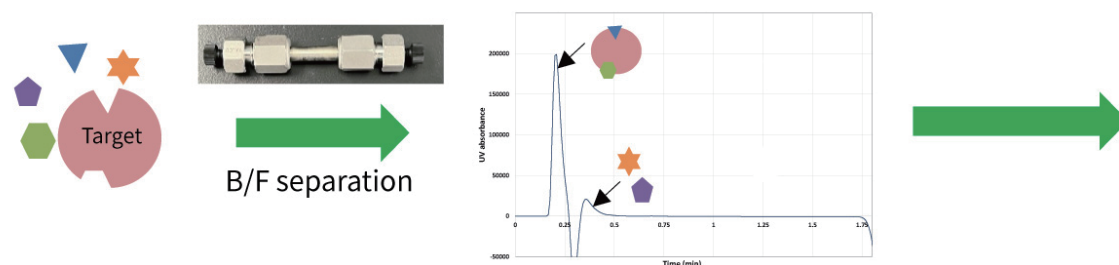 Target
B/F separation
UV absorbance
200000
150000
100000
50000
0
-50000
0 0.25 0.5 0.75 1 1.25 1.5 1.75
Time (min)